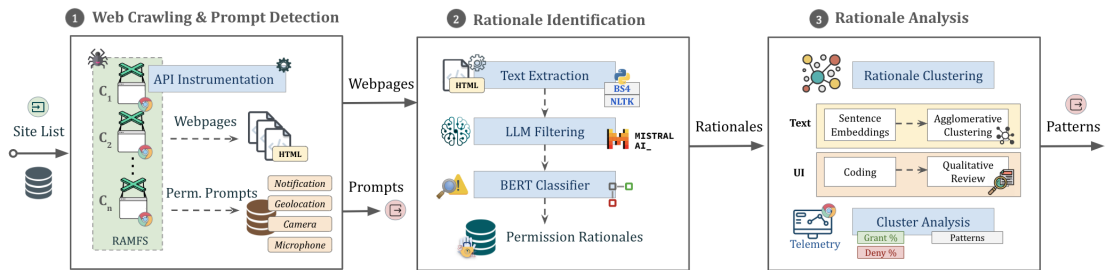 1 Web Crawling & Prompt Detection
Site List
C1
C2
Cn
RAMFS
API Instrumentation
Webpages
HTML
Perm. Prompts
Notification
Geolocation
Camera
Microphone
Webpages
Prompts
2 Rationale Identification
HTML
Text Extraction
BS4
NLTK
LLM Filtering
MISTRAL
AI_
BERT Classifier
Permission Rationales
Rationales
3 Rationale Analysis
Rationale Clustering
Text
Sentence
Embeddings
Agglomerative
Clustering
UI
Coding
Qualitative
Review
Telemetry
Cluster Analysis
Grant %
Deny %
Patterns
Patterns